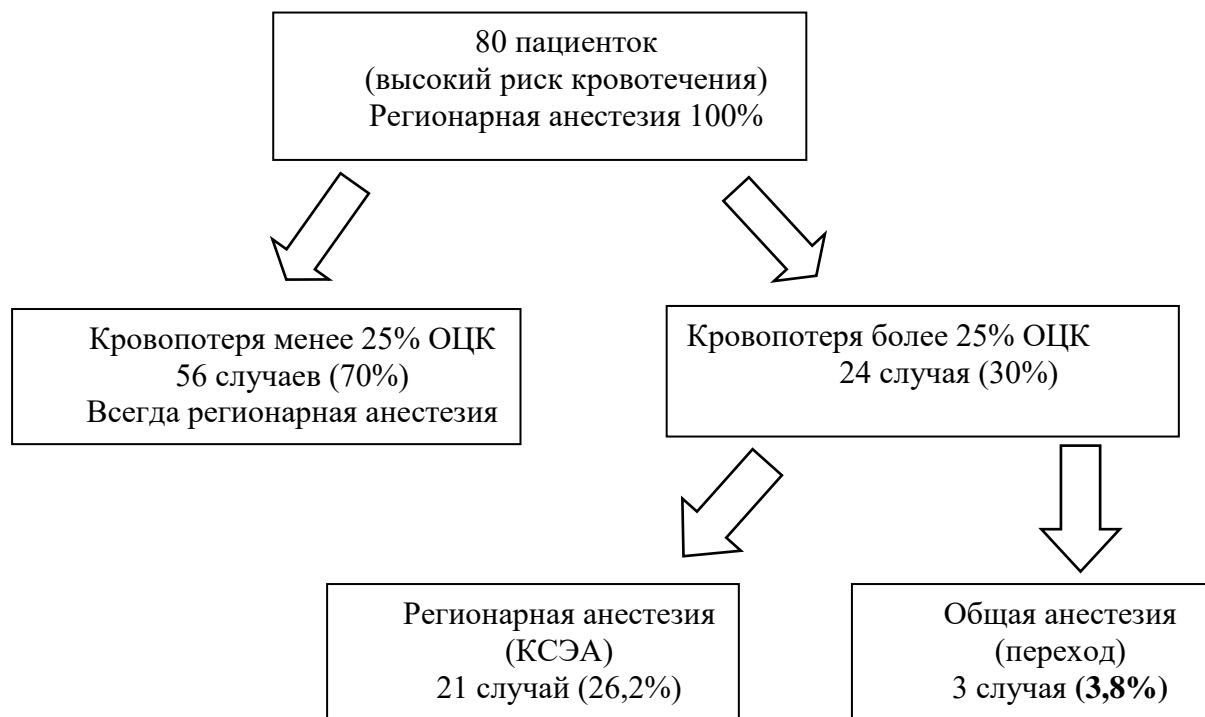 80 пациенток
(высокий риск кровотечения)
Регионарная анестезия 100%
Кровопотеря менее 25% ОЦК
56 случаев (70%)
Всегда регионарная анестезия
Кровопотеря более 25% ОЦК
24 случая (30%)
Регионарная анестезия
(КСЭА)
21 случай (26,2%)
Общая анестезия
(переход)
3 случая (3,8%)